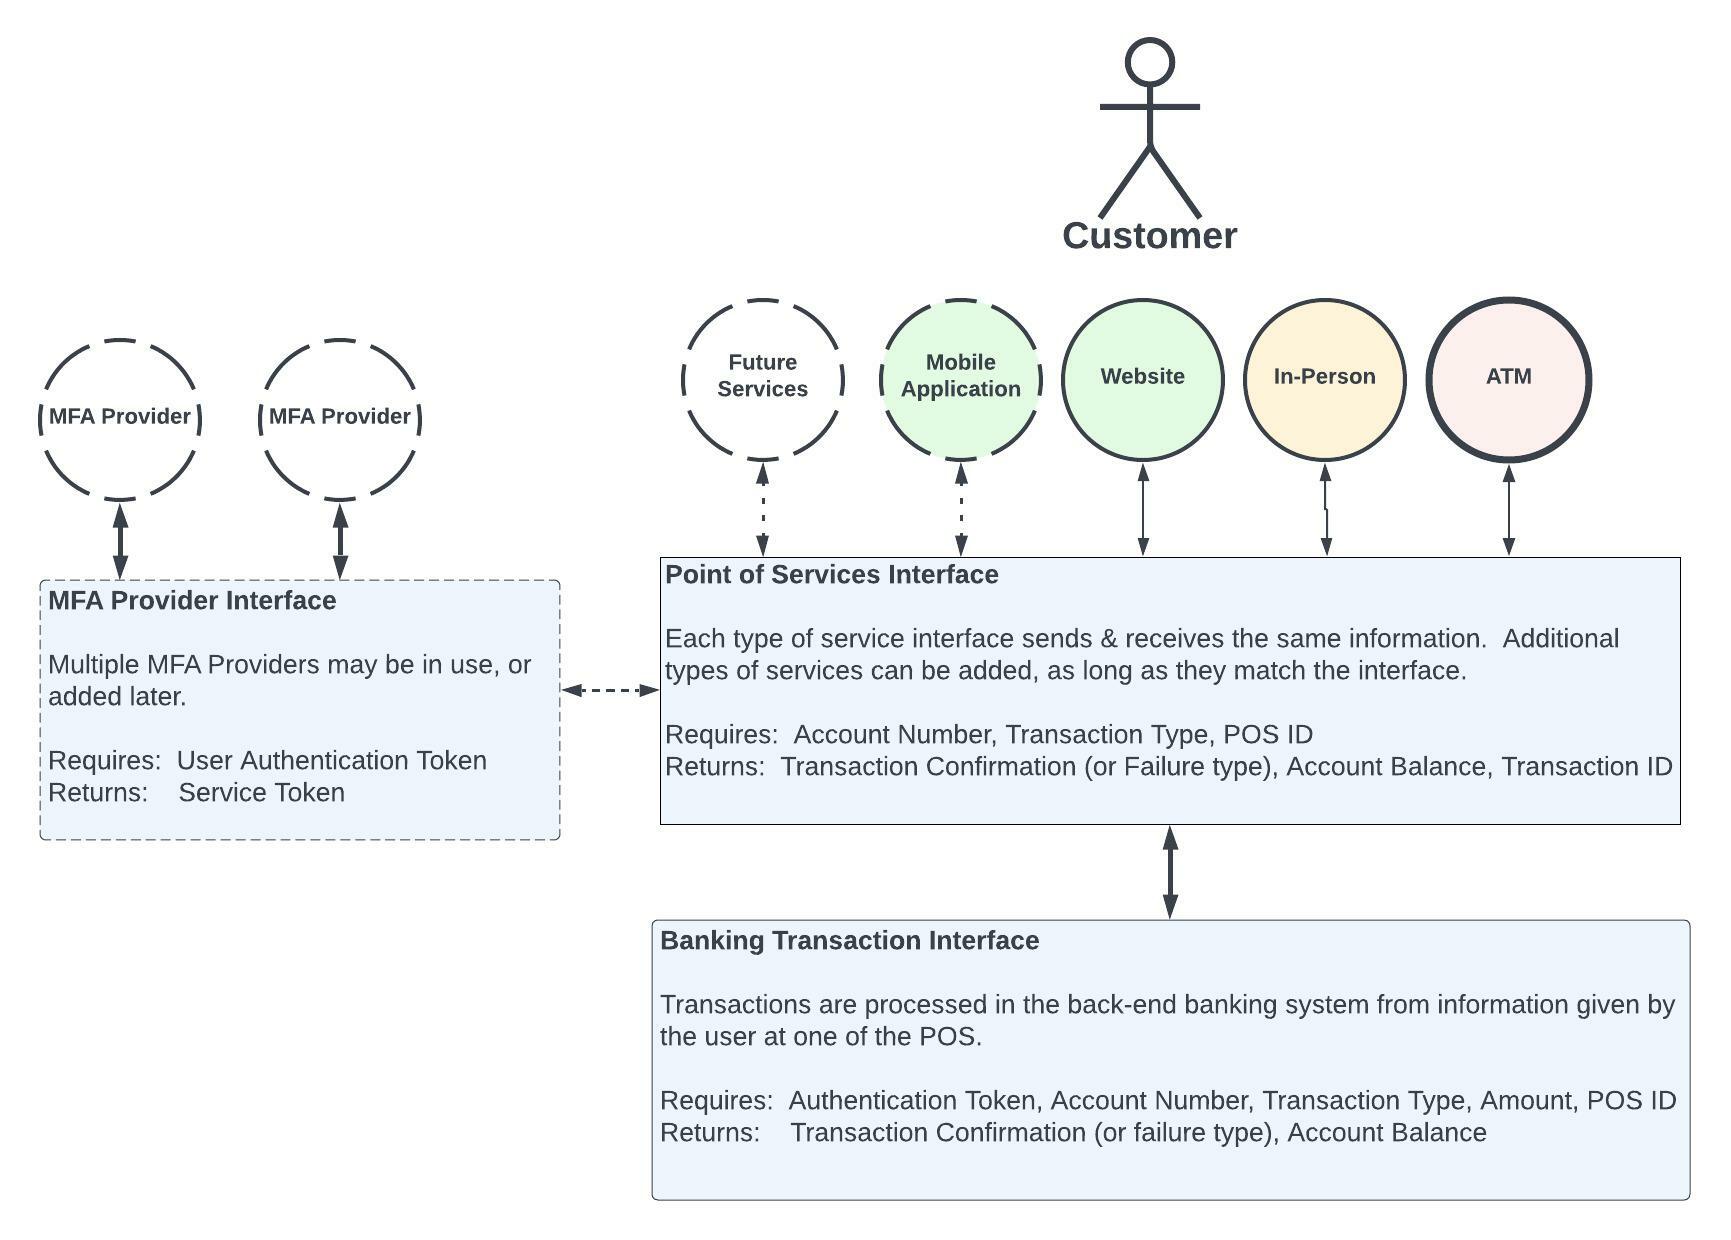 Customer
Future
Services
Mobile
Application
Website
In-Person
ATM
MFA Provider
MFA Provider
MFA Provider Interface
Multiple MFA Providers may be in use, or
added later.
Requires:  User Authentication Token
Returns:    Service Token
Point of Services Interface
Each type of service interface sends & receives the same information.  Additional
types of services can be added, as long as they match the interface.
Requires:  Account Number, Transaction Type, POS ID
Returns:  Transaction Confirmation (or Failure type), Account Balance, Transaction ID
Banking Transaction Interface
Transactions are processed in the back-end banking system from information given by
the user at one of the POS.
Requires:  Authentication Token, Account Number, Transaction Type, Amount, POS ID
Returns:    Transaction Confirmation (or failure type), Account Balance